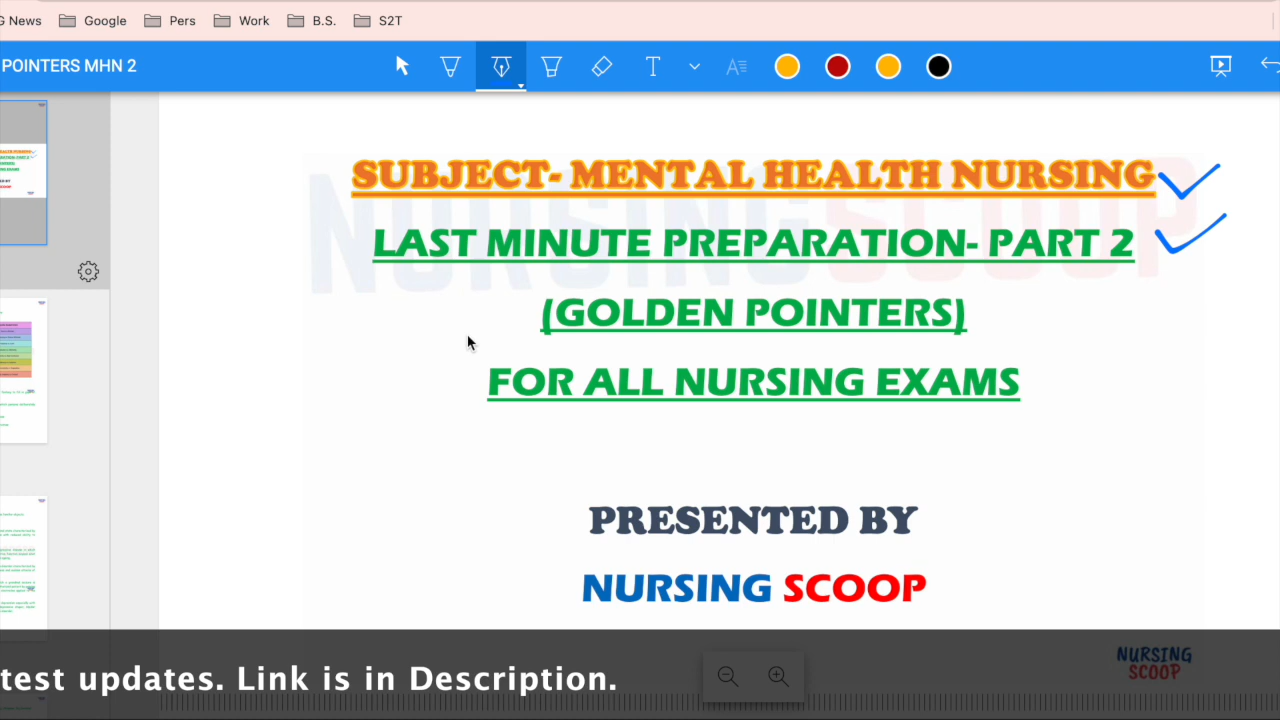 G News Google Pers Work B.S. S2T
POINTERS MHN 2
SUBJECT- MENTAL HEALTH NURSING
LAST MINUTE PREPARATION- PART 2
(GOLDEN POINTERS)
FOR ALL NURSING EXAMS
PRESENTED BY
NURSING SCOOP
NURSINGSCOOP
test updates. Link is in Description.
NURSING
SCOOP